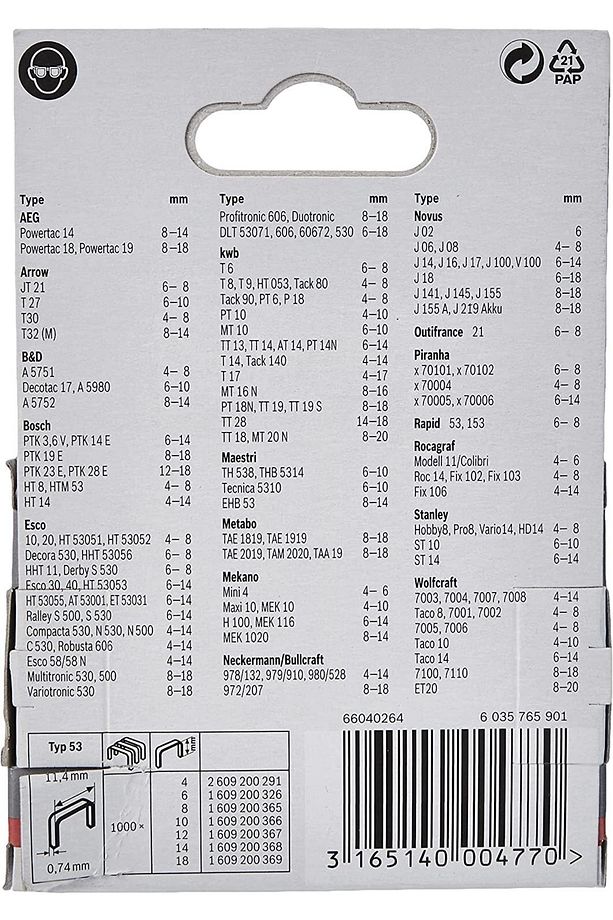 21
PAP
Type mm
AEG
Powertac 14 8–14
Powertac 18, Powertac 19 8–18
Arrow
JT 21 6– 8
T 27 6–10
T30 4– 8
T32 (M) 8–14
B&D
A 5751 4– 8
Decotac 17, A 5980 6–10
A 5752 8–14
Bosch
PTK 3,6 V, PTK 14 E 6–14
PTK 19 E 8–18
PTK 23 E, PTK 28 E 12–18
HT 8, HTM 53 4– 8
HT 14 4–14
Esco
10, 20, HT 53051, HT 53052 4– 8
Decora 530, HHT 53056 6– 8
HHT 11, Derby S 530 6– 8
Esco 30, 40, HT 53053 6–14
HT 53055, AT 53001, ET 53031 6–14
Ralley S 500, S 530 6–14
Compacta 530, N 530, N 500 4–14
C 530, Robusta 606 4–14
Esco 58/58 N 4–14
Multitronic 530, 500 8–18
Variotronic 530 8–18
Type mm
Profitronic 606, Duotronic 8–18
DLT 53071, 606, 60672, 530 6–18
kwb
T 6 6– 8
T 8, T 9, HT 053, Tack 80 4– 8
Tack 90, PT 6, P 18 4– 8
PT 10 4–10
MT 10 6–10
TT 13, TT 14, AT 14, PT 14N 6–14
T 14, Tack 140 4–14
T 17 4–17
MT 16 N 8–16
PT 18N, TT 19, TT 19 S 8–18
TT 28 14–18
TT 18, MT 20 N 8–20
Maestri
TH 538, THB 5314 6–10
Tecnica 5310 6–10
EHB 53 8–14
Metabo
TAE 1819, TAE 1919 8–18
TAE 2019, TAM 2020, TAA 19 8–18
Mekano
Mini 4 4– 6
Maxi 10, MEK 10 4–10
H 100, MEK 116 6–14
MEK 1020 8–14
Neckermann/Bullcraft
978/132, 979/910, 980/528 4–14
972/207 8–18
Type mm
Novus
J 02 6
J 06, J 08 4– 8
J 14, J 16, J 17, J 100, V 100 6–14
J 18 6–18
J 141, J 145, J 155 8–18
J 155 A, J 219 Akku 8–18
Outifrance 21 6– 8
Piranha
x 70101, x 70102 6– 8
x 70004 4– 8
x 70005, x 70006 6–14
Rapid 53, 153 6– 8
Rocagraf
Modell 11/Colibri 4– 6
Roc 14, Fix 102, Fix 103 4– 8
Fix 106 4–14
Stanley
Hobby8, Pro8, Vario14, HD14 4– 8
ST 10 6–10
ST 14 6–14
Wolfcraft
7003, 7004, 7007, 7008 4–14
Taco 8, 7001, 7002 4– 8
7005, 7006 4– 8
Taco 10 4–10
Taco 14 6–14
7100, 7110 8–18
ET20 8–20
Typ 53
mm
11,4 mm
0,74 mm
1000 ×
4 2 609 200 291
6 1 609 200 326
8 1 609 200 365
10 1 609 200 366
12 1 609 200 367
14 1 609 200 368
18 1 609 200 369
66040264 6 035 765 901
3 165140 004770 >